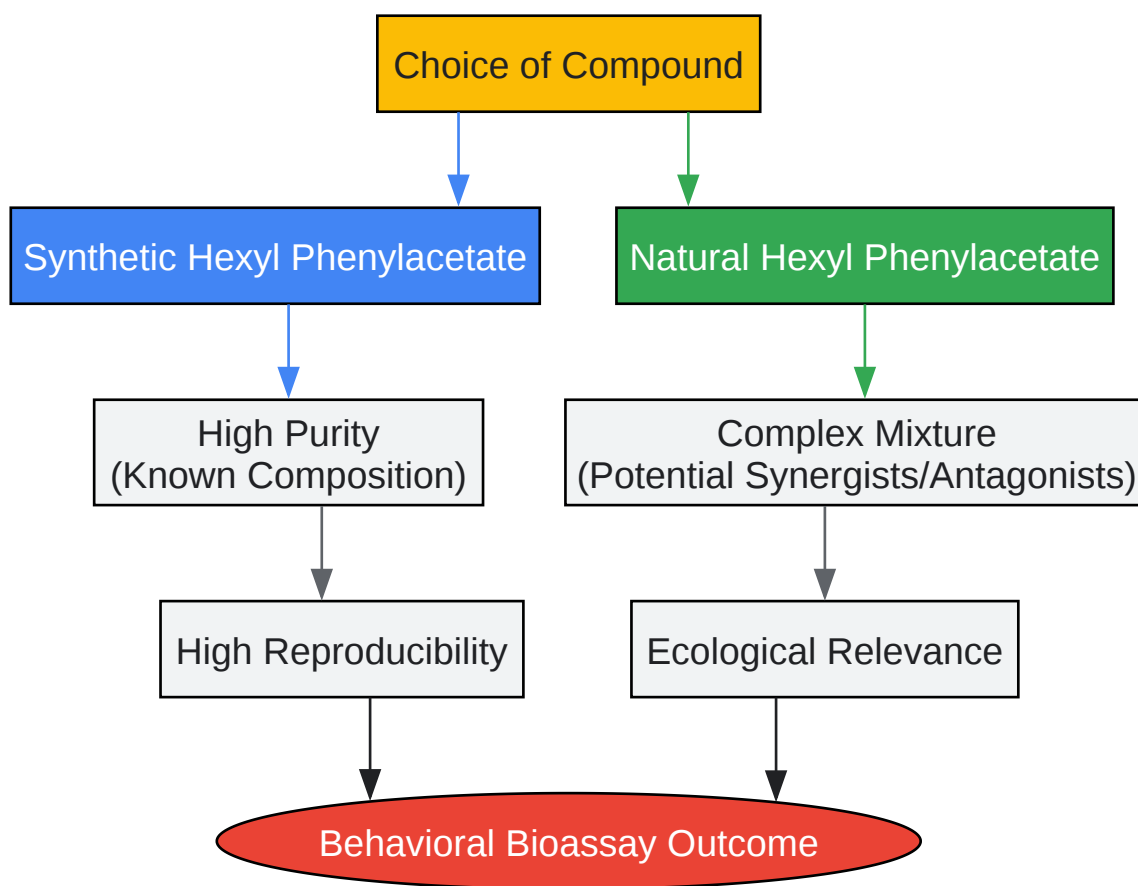 Choice of Compound
Synthetic Hexyl Phenylacetate
Natural Hexyl Phenylacetate
High Purity
(Known Composition)
Complex Mixture
(Potential Synergists/Antagonists)
High Reproducibility
Ecological Relevance
Behavioral Bioassay Outcome